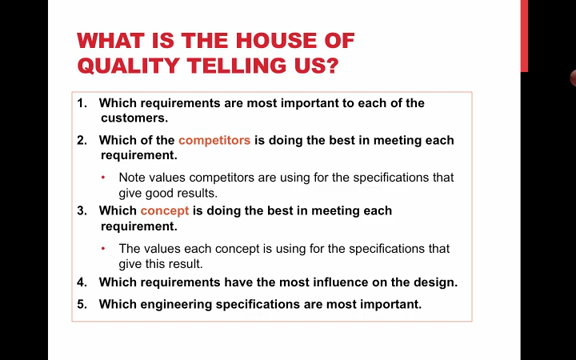 WHAT IS THE HOUSE OF
QUALITY TELLING US?
1. Which requirements are most important to each of the
customers.
2. Which of the competitors is doing the best in meeting each
requirement.
• Note values competitors are using for the specifications that
give good results.
3. Which concept is doing the best in meeting each
requirement.
• The values each concept is using for the specifications that
give this result.
4. Which requirements have the most influence on the design.
5. Which engineering specifications are most important.